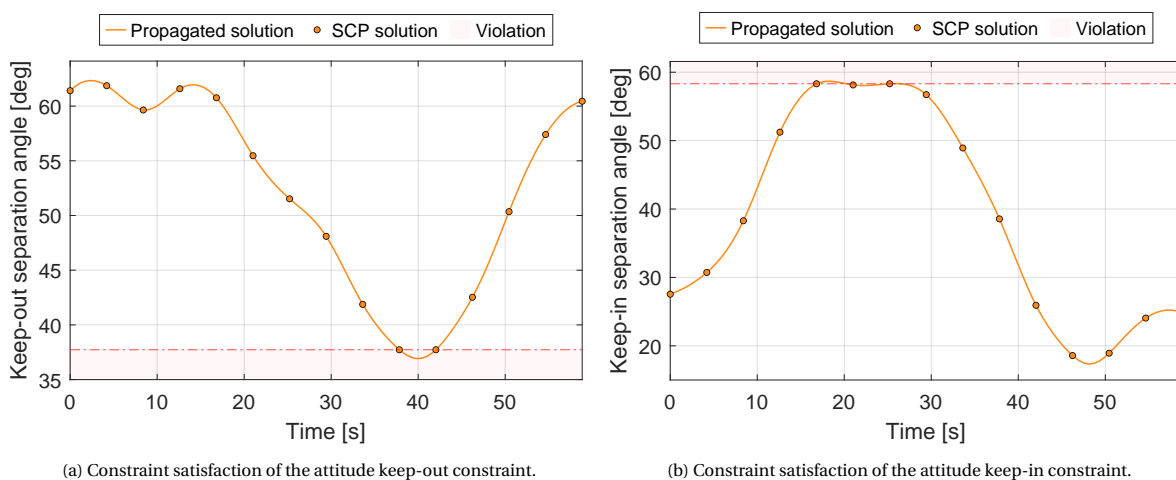 Propagated solution SCP solution Violation
60
55
50
45
40
35
0 10 20 30 40 50
Keep-out separation angle [deg]
Time [s]
(a) Constraint satisfaction of the attitude keep-out constraint.
Propagated solution SCP solution Violation
60
50
40
30
20
0 10 20 30 40 50
Keep-in separation angle [deg]
Time [s]
(b) Constraint satisfaction of the attitude keep-in constraint.